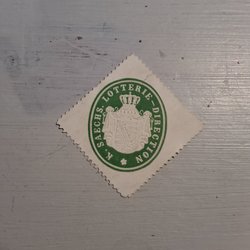 K. SAECHS. LOTTERIE-DIRECTION